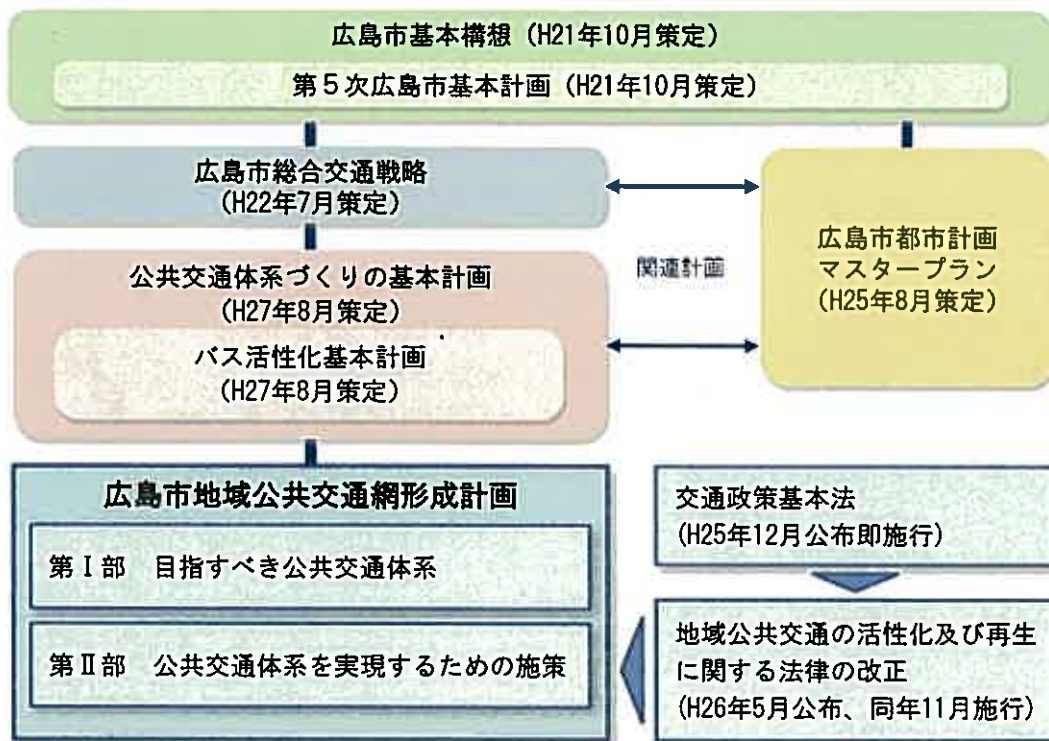 広島市基本構想（H21年10月策定）
第５次広島市基本計画（H21年10月策定）
広島市総合交通戦略
（H22年7月策定）
公共交通体系づくりの基本計画
（H27年8月策定）
バス活性化基本計画
（H27年8月策定）
関連計画
広島市都市計画
マスタープラン
（H25年8月策定）
広島市地域公共交通網形成計画
第Ⅰ部　目指すべき公共交通体系
第Ⅱ部　公共交通体系を実現するための施策
交通政策基本法
（H25年12月公布即施行）
地域公共交通の活性化及び再生
に関する法律の改正
（H26年5月公布、同年11月施行）